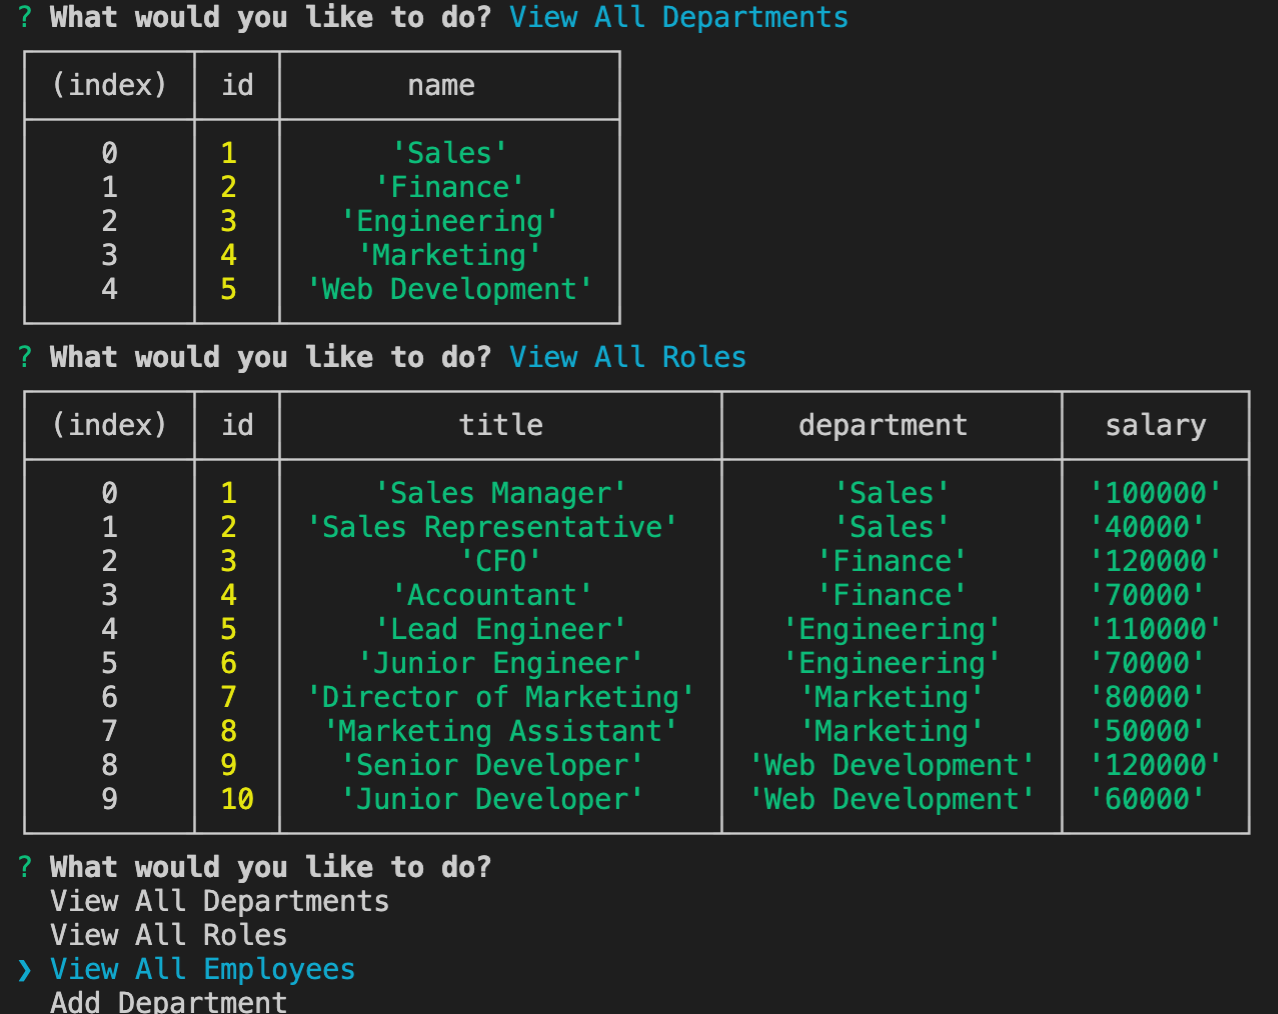 ? What would you like to do? View All Departments
(index) id name
0 1 'Sales'
1 2 'Finance'
2 3 'Engineering'
3 4 'Marketing'
4 5 'Web Development'
? What would you like to do? View All Roles
(index) id title department salary
0 1 'Sales Manager' 'Sales' '100000'
1 2 'Sales Representative' 'Sales' '40000'
2 3 'CFO' 'Finance' '120000'
3 4 'Accountant' 'Finance' '70000'
4 5 'Lead Engineer' 'Engineering' '110000'
5 6 'Junior Engineer' 'Engineering' '70000'
6 7 'Director of Marketing' 'Marketing' '80000'
7 8 'Marketing Assistant' 'Marketing' '50000'
8 9 'Senior Developer' 'Web Development' '120000'
9 10 'Junior Developer' 'Web Development' '60000'
? What would you like to do?
View All Departments
View All Roles
❯ View All Employees
Add Department